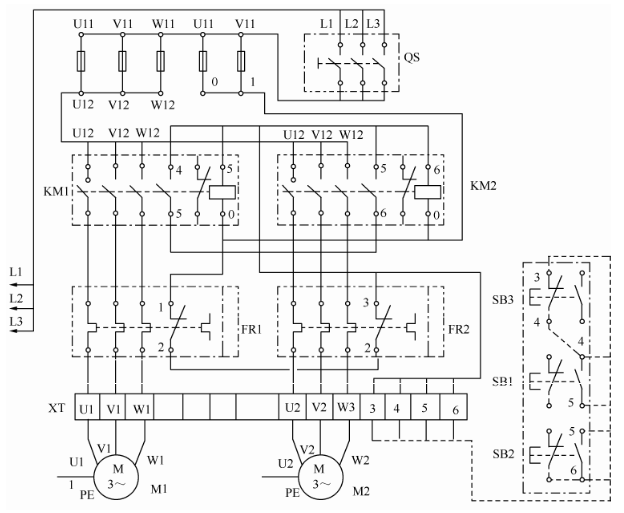 L1 L2 L3
U11 V11 W11 U11 V11
QS
0 1
U12 V12 W12
U12 V12 W12 U12 V12 W12
4 5 5 6
KM1 KM2
5 0 6 0
L1
L2
L3
3
SB3
4
4
1 3
FR1 FR2
2 2
SB1
5
XT U1 V1 W1 U2 V2 W3 3 4 5 6
5
SB2
6
U1 V1 W1 U2 V2 W2
M M
3～ 3～
1 PE M1 PE M2